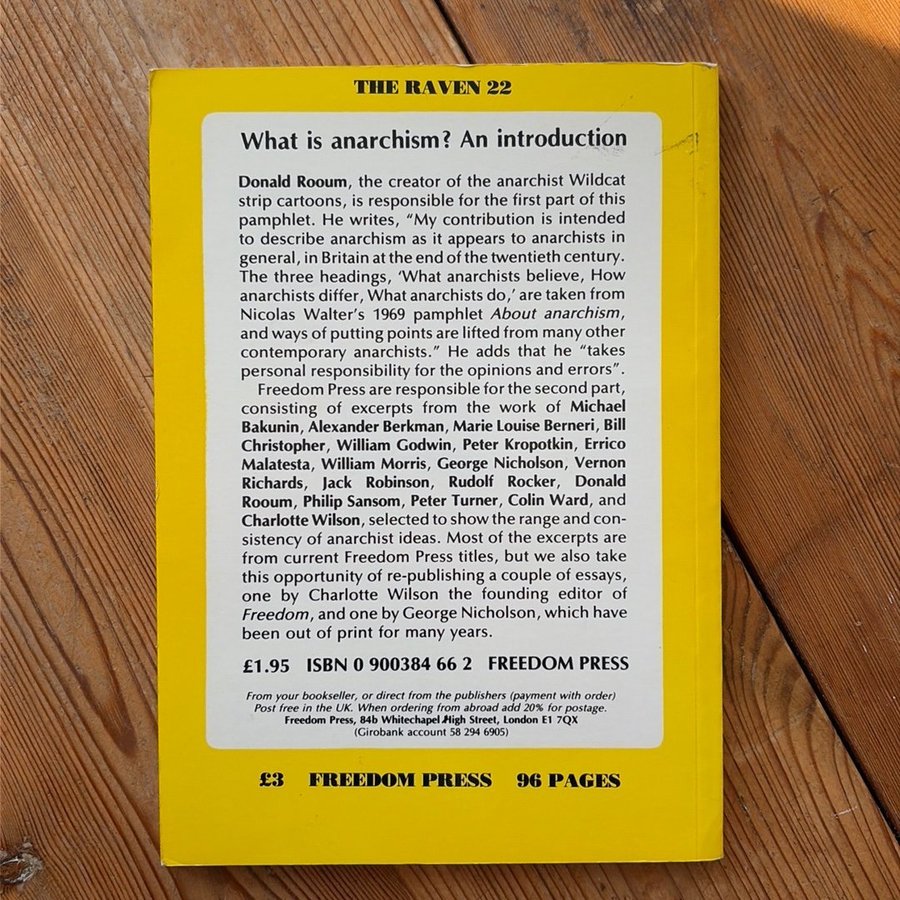 THE RAVEN 22
What is anarchism? An introduction
Donald Rooum, the creator of the anarchist Wildcat
strip cartoons, is responsible for the first part of this
pamphlet. He writes, “My contribution is intended
to describe anarchism as it appears to anarchists in
general, in Britain at the end of the twentieth century.
The three headings, ‘What anarchists believe, How
anarchists differ, What anarchists do,’ are taken from
Nicolas Walter’s 1969 pamphlet About anarchism,
and ways of putting points are lifted from many other
contemporary anarchists.” He adds that he “takes
personal responsibility for the opinions and errors”.
Freedom Press are responsible for the second part,
consisting of excerpts from the work of Michael
Bakunin, Alexander Berkman, Marie Louise Berneri, Bill
Christopher, William Godwin, Peter Kropotkin, Errico
Malatesta, William Morris, George Nicholson, Vernon
Richards, Jack Robinson, Rudolf Rocker, Donald
Rooum, Philip Sansom, Peter Turner, Colin Ward, and
Charlotte Wilson, selected to show the range and con-
sistency of anarchist ideas. Most of the excerpts are
from current Freedom Press titles, but we also take
this opportunity of re-publishing a couple of essays,
one by Charlotte Wilson the founding editor of
Freedom, and one by George Nicholson, which have
been out of print for many years.
£1.95 ISBN 0 900384 66 2 FREEDOM PRESS
From your bookseller, or direct from the publishers (payment with order)
Post free in the UK. When ordering from abroad add 20% for postage.
Freedom Press, 84b Whitechapel High Street, London E1 7QX
(Girobank account 58 294 6905)
£3 FREEDOM PRESS 96 PAGES